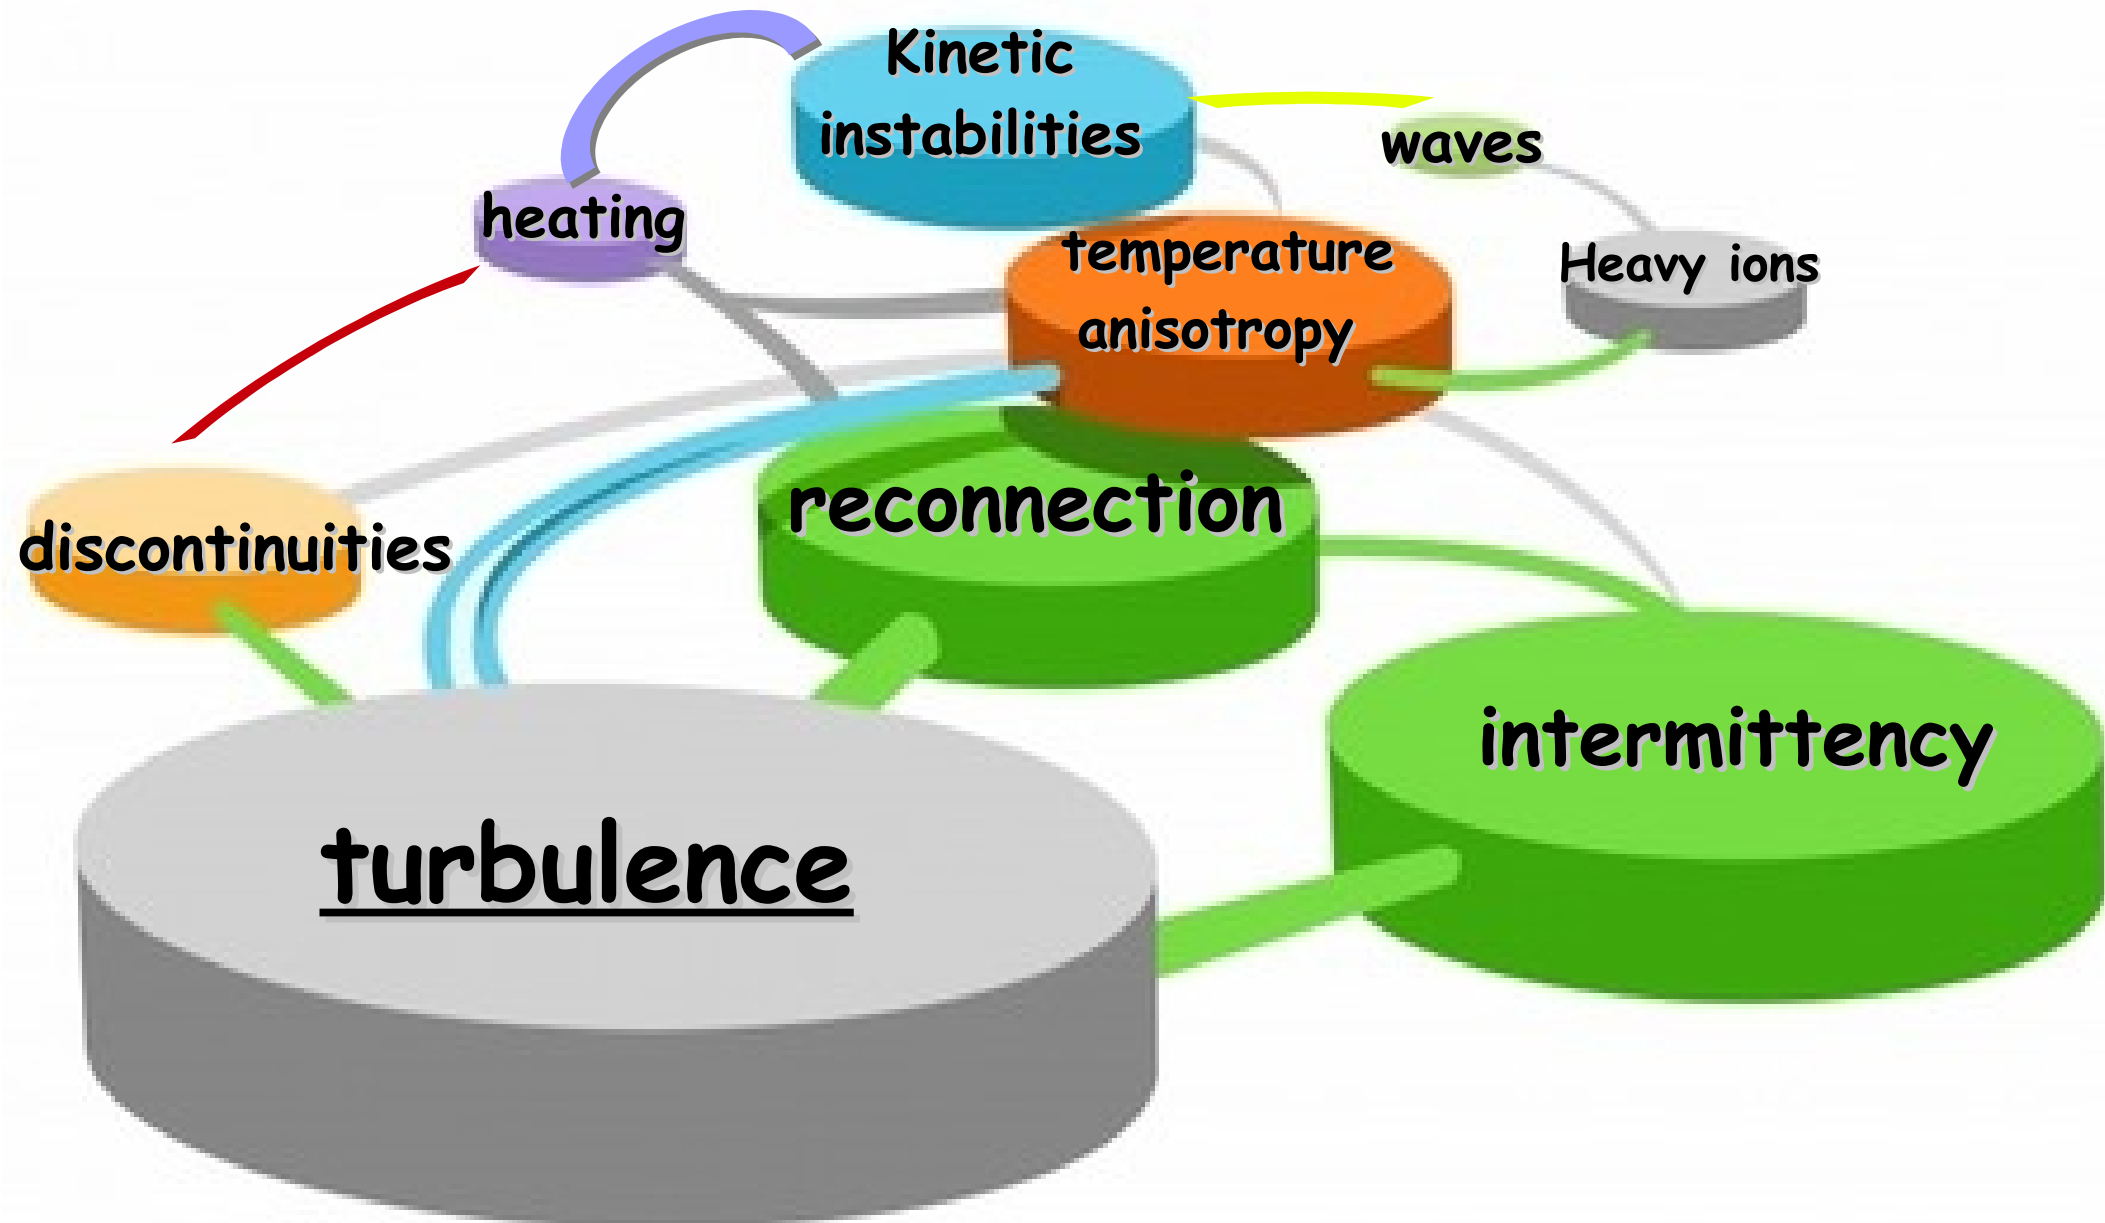 Kinetic
instabilities
waves
heating
temperature
anisotropy
Heavy ions
reconnection
discontinuities
intermittency
turbulence